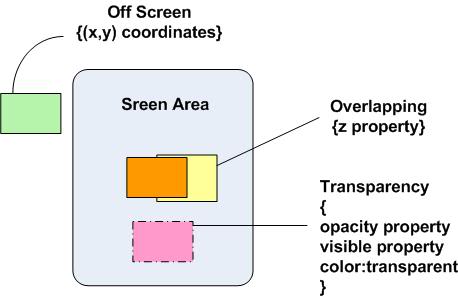 Off Screen
{(x,y) coordinates}
Sreen Area
Overlapping
{z property}
Transparency
{
opacity property
visible property
color:transparent
}